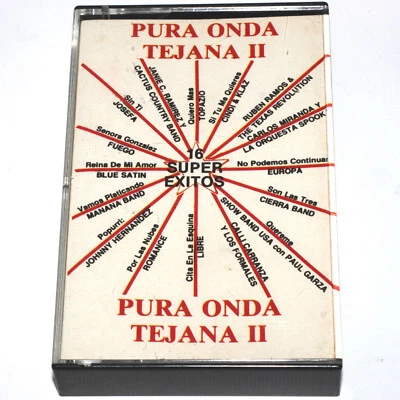 PURA ONDA
TEJANA II
JANIE C. RAMIREZ Y
CACTUS COUNTRY BAND
Quiero Mas
TOPAZIO
Si Tu Me Quieres
CINDI & KLAZ
RUBEN RAMOS &
THE TEXAS REVOLUTION
CARLOS MIRANDA Y
LA ORQUESTA SPOOK
No Podemos Continuar
EUROPA
Son Las Tres
CIERRA BAND
Quiereme
SHOW BAND USA con PAUL GARZA
CALLI CARRANZA
Y LOS FORMALES
Cita En La Esquina
LIBRE
Por Las Nubes
ROMANCE
Popurri:
JOHNNY HERNANDEZ
Vamos Platicando
MANANA BAND
Reina De Mi Amor
BLUE SATIN
Senora Gonzalez
FUEGO
Sin Ti
JOSEFA
16
SUPER
EXITOS
PURA ONDA
TEJANA II